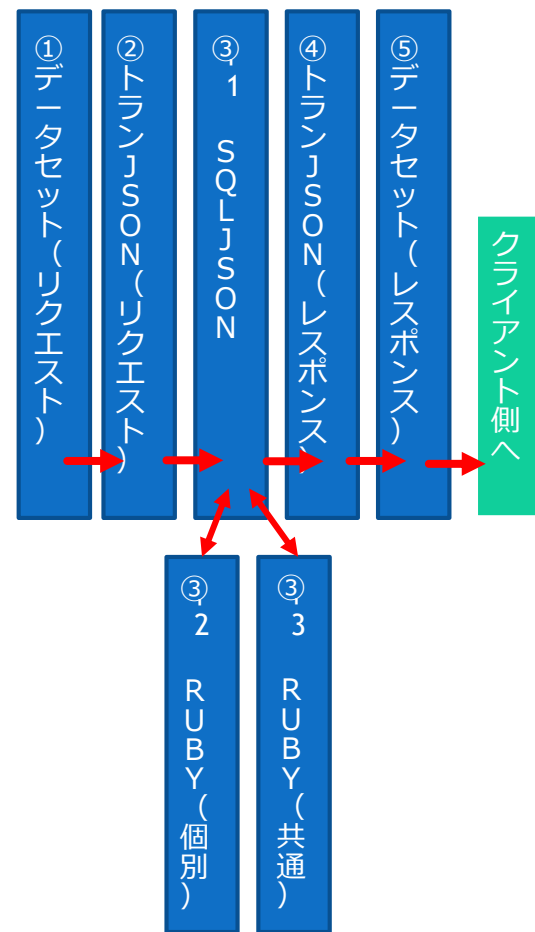 ①データセット(リクエスト)
②トランJSON(リクエスト)
③-1 SQLJSON
④トランJSON(レスポンス)
⑤データセット(レスポンス)
クライアント側へ
③-2 RUBY(個別)
③-3 RUBY(共通)